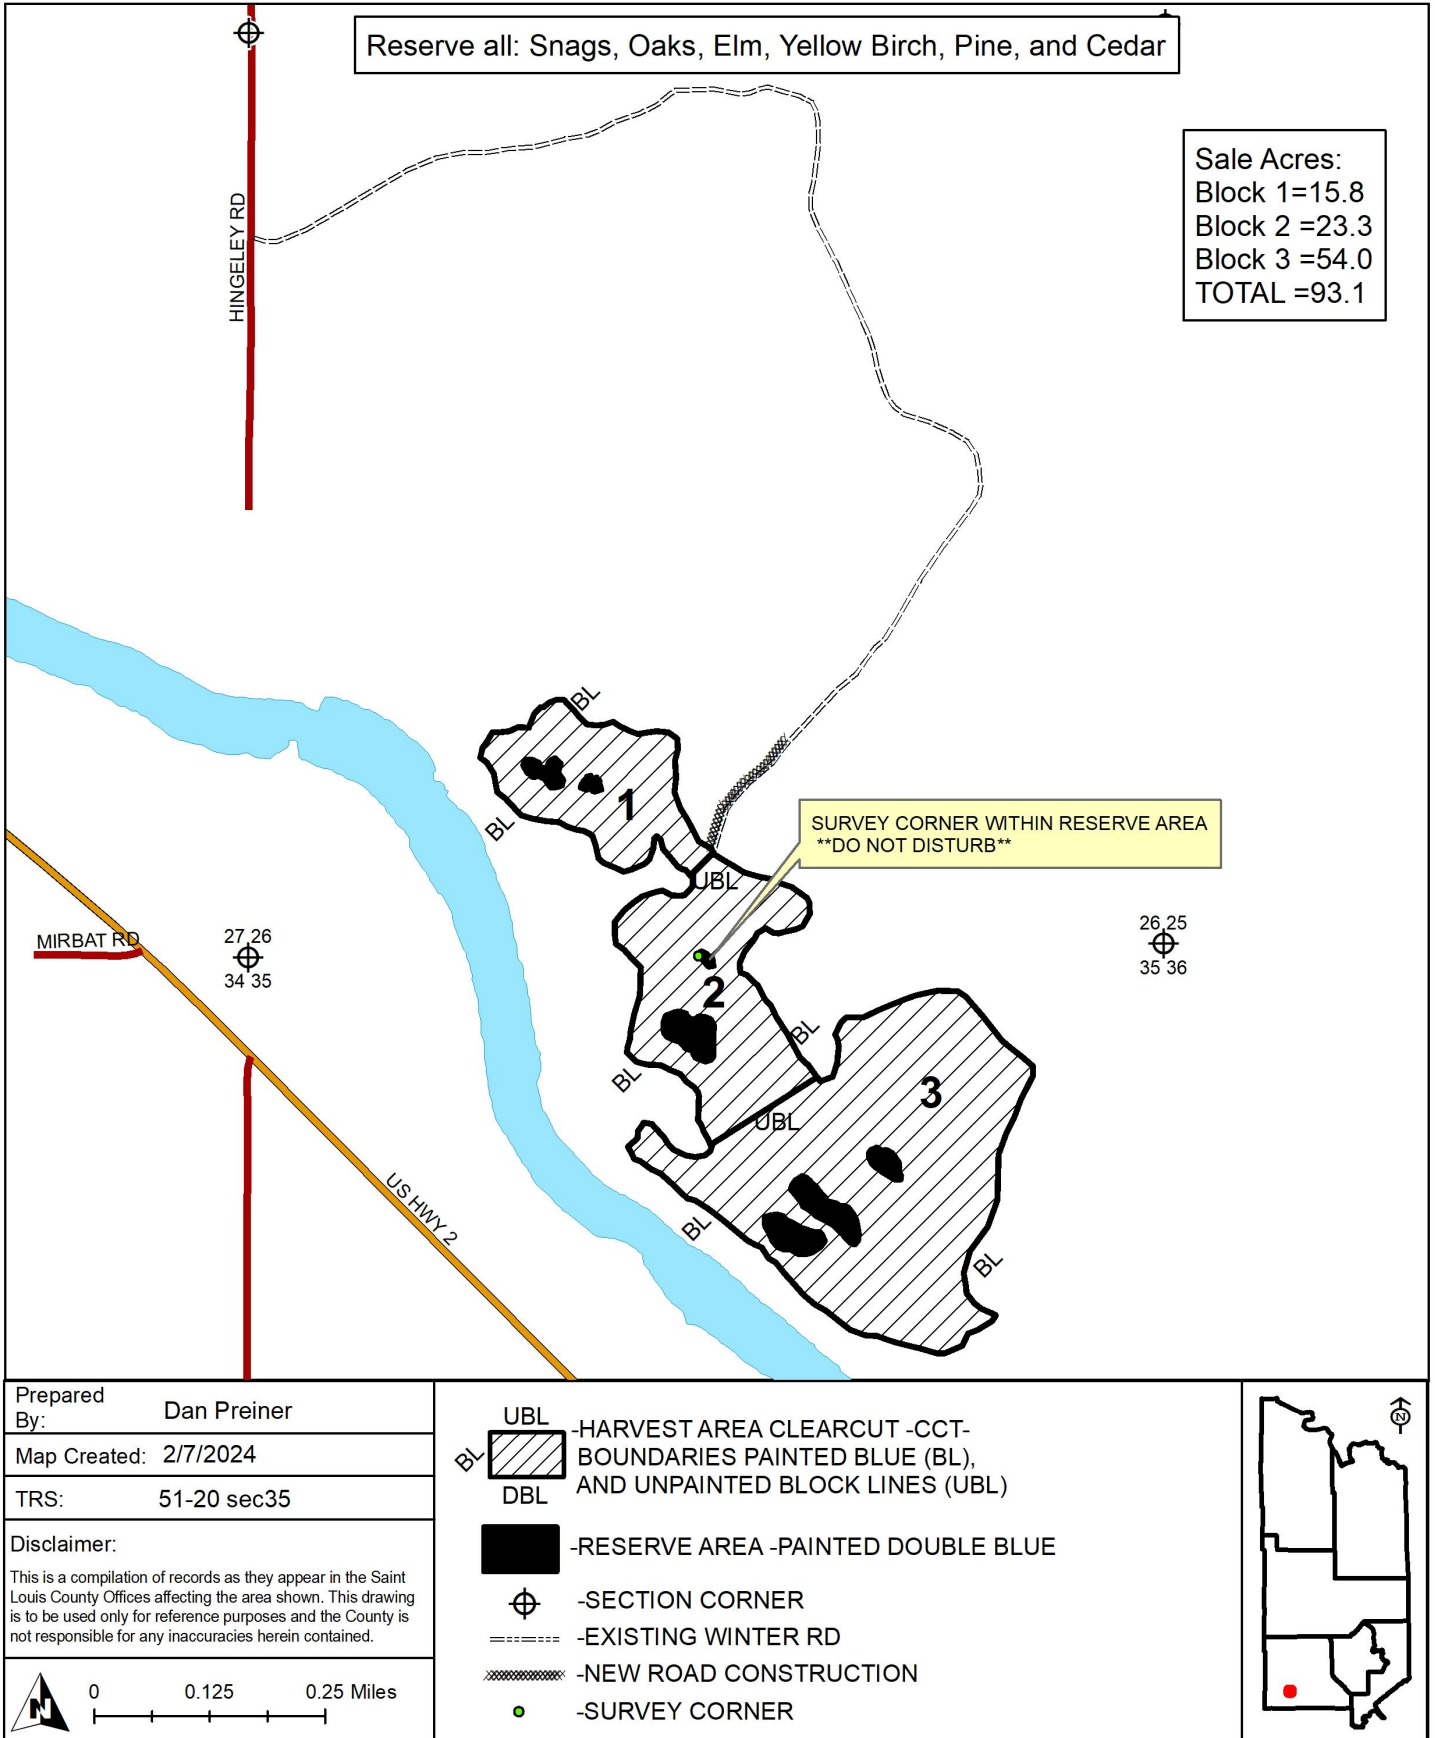 Reserve all: Snags, Oaks, Elm, Yellow Birch, Pine, and Cedar
Sale Acres:
Block 1=15.8
Block 2 =23.3
Block 3 =54.0
TOTAL =93.1
HINGELEY RD
BL
1
BL
SURVEY CORNER WITHIN RESERVE AREA
**DO NOT DISTURB**
UBL
MIRBAT RD
27 26
34 35
26 25
35 36
2
BL
BL
3
UBL
US HWY 2
BL
BL
Prepared
By:
Dan Preiner
Map Created: 2/7/2024
TRS: 51-20 sec35
Disclaimer:
This is a compilation of records as they appear in the Saint
Louis County Offices affecting the area shown. This drawing
is to be used only for reference purposes and the County is
not responsible for any inaccuracies herein contained.
N
0 0.125 0.25 Miles
UBL
BL
DBL
-HARVEST AREA CLEARCUT -CCT-
BOUNDARIES PAINTED BLUE (BL),
AND UNPAINTED BLOCK LINES (UBL)
-RESERVE AREA -PAINTED DOUBLE BLUE
-SECTION CORNER
-EXISTING WINTER RD
-NEW ROAD CONSTRUCTION
-SURVEY CORNER
N